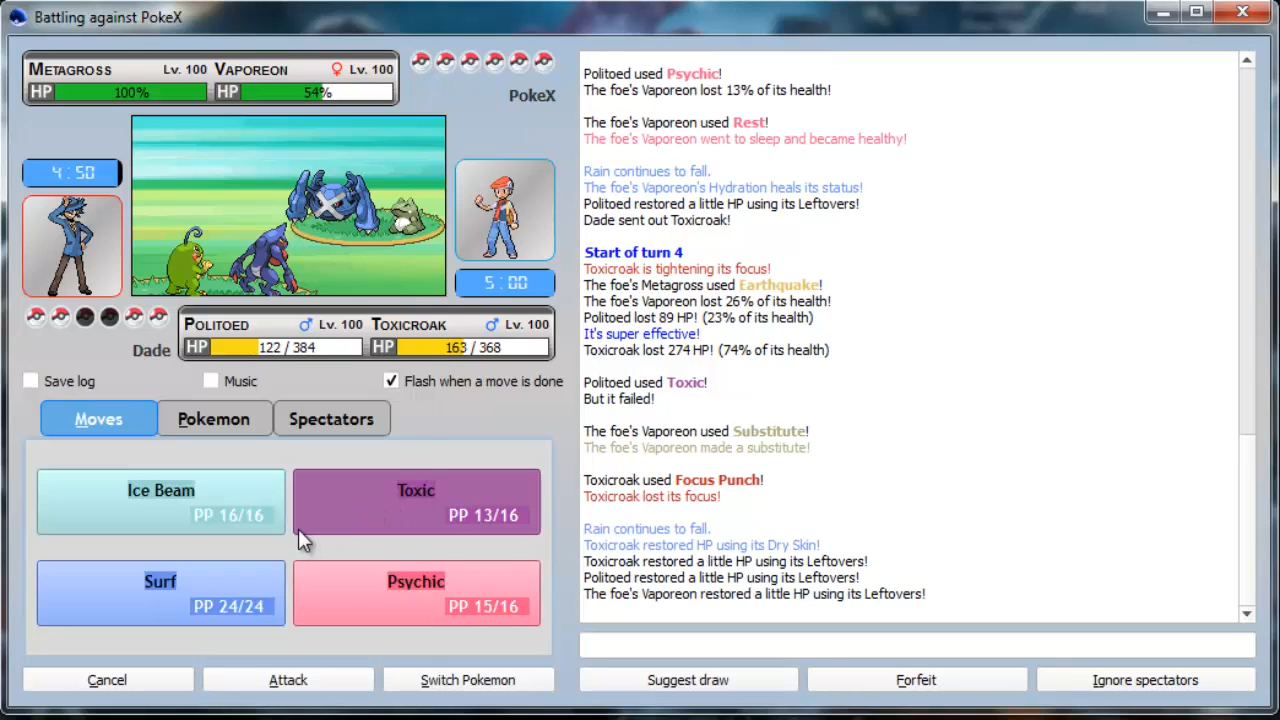 Battling against PokeX
METAGROSS Lv. 100 VAPOREON ♀ Lv. 100
HP 100% HP 54%
PokeX
4:50
5:00
POLITOED ♂ Lv. 100 TOXICROAK ♂ Lv. 100
HP 122 / 384 HP 163 / 368
Dade
Save log Music Flash when a move is done
Moves Pokemon Spectators
Ice Beam
PP 16/16
Toxic
PP 13/16
Surf
PP 24/24
Psychic
PP 15/16
Cancel Attack Switch Pokemon
Politoed used Psychic!
The foe's Vaporeon lost 13% of its health!
The foe's Vaporeon used Rest!
The foe's Vaporeon went to sleep and became healthy!
Rain continues to fall.
The foe's Vaporeon's Hydration heals its status!
Politoed restored a little HP using its Leftovers!
Dade sent out Toxicroak!
Start of turn 4
Toxicroak is tightening its focus!
The foe's Metagross used Earthquake!
The foe's Vaporeon lost 26% of its health!
Politoed lost 89 HP! (23% of its health)
It's super effective!
Toxicroak lost 274 HP! (74% of its health)
Politoed used Toxic!
But it failed!
The foe's Vaporeon used Substitute!
The foe's Vaporeon made a substitute!
Toxicroak used Focus Punch!
Toxicroak lost its focus!
Rain continues to fall.
Toxicroak restored HP using its Dry Skin!
Toxicroak restored a little HP using its Leftovers!
Politoed restored a little HP using its Leftovers!
The foe's Vaporeon restored a little HP using its Leftovers!
Suggest draw Forfeit Ignore spectators